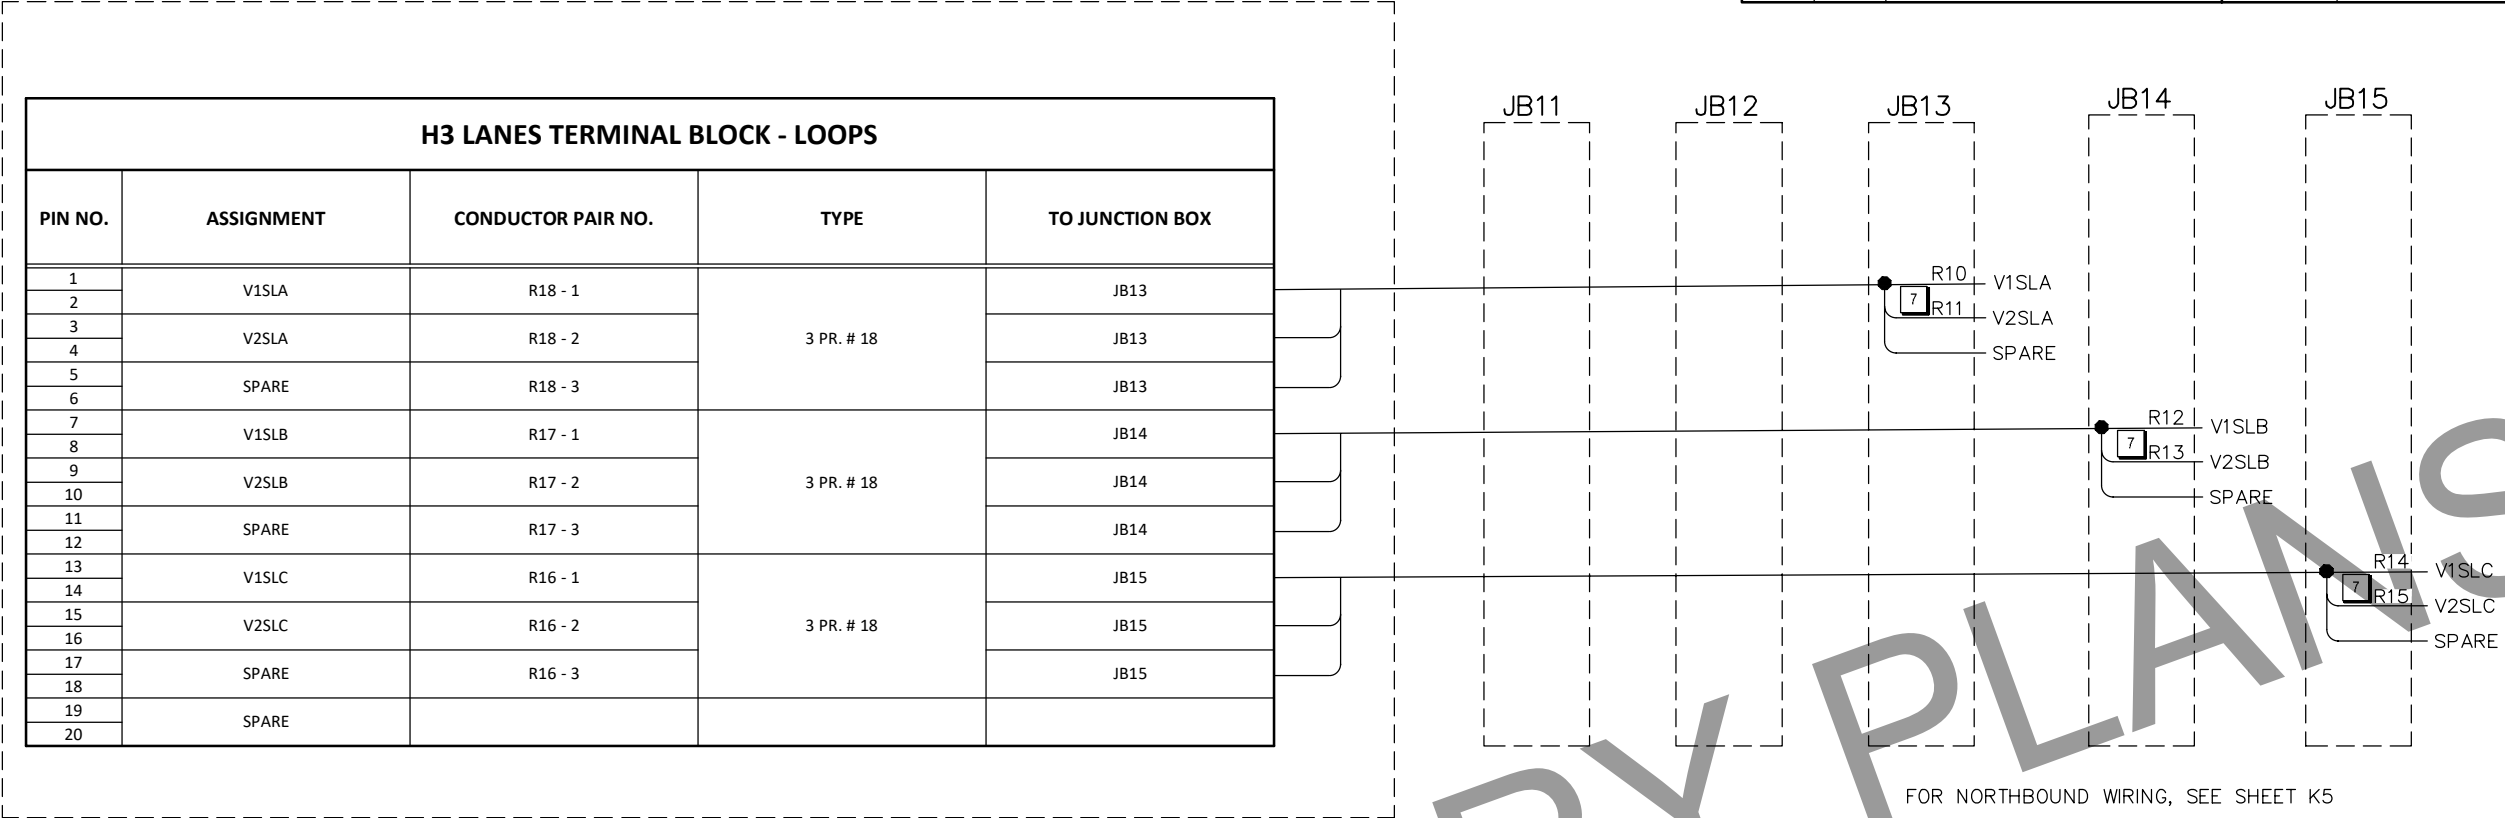 H3 LANES TERMINAL BLOCK - LOOPS
PIN NO. ASSIGNMENT CONDUCTOR PAIR NO. TYPE TO JUNCTION BOX
1
2
V1SLA R18 - 1 JB13
3
4
V2SLA R18 - 2 3 PR. # 18 JB13
5
6
SPARE R18 - 3 JB13
7
8
V1SLB R17 - 1 JB14
9
10
V2SLB R17 - 2 3 PR. # 18 JB14
11
12
SPARE R17 - 3 JB14
13
14
V1SLC R16 - 1 JB15
15
16
V2SLC R16 - 2 3 PR. # 18 JB15
17
18
SPARE R16 - 3 JB15
19
20
SPARE
JB11 JB12 JB13 JB14 JB15
R10 V1SLA
7
R11 V2SLA
SPARE
R12 V1SLB
7
R13 V2SLB
SPARE
R14 V1SLC
7
R15 V2SLC
SPARE
FOR NORTHBOUND WIRING, SEE SHEET K5
PLANS